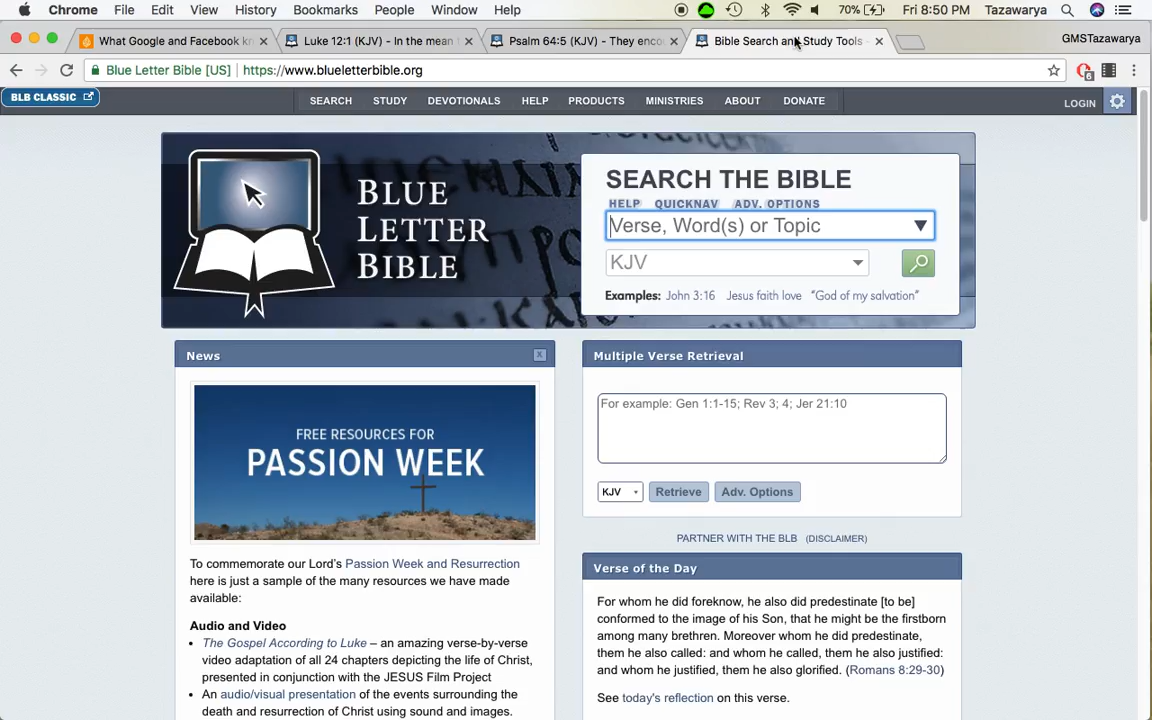 Chrome File Edit View History Bookmarks People Window Help 70% Fri 8:50 PM Tazawarya
What Google and Facebook kn Luke 12:1 (KJV) - In the mean Psalm 64:5 (KJV) - They enco Bible Search and Study Tools - GMSTazawarya
Blue Letter Bible [US] https://www.blueletterbible.org 6
BLB CLASSIC SEARCH STUDY DEVOTIONALS HELP PRODUCTS MINISTRIES ABOUT DONATE LOGIN
BLUE
LETTER
BIBLE
SEARCH THE BIBLE
HELP QUICKNAV ADV. OPTIONS
Verse, Word(s) or Topic
KJV
Examples: John 3:16 Jesus faith love “God of my salvation”
News x
FREE RESOURCES FOR
PASSION WEEK
To commemorate our Lord’s Passion Week and Resurrection
here is just a sample of the many resources we have made
available:
Audio and Video
• The Gospel According to Luke – an amazing verse-by-verse
video adaptation of all 24 chapters depicting the life of Christ,
presented in conjunction with the JESUS Film Project
• An audio/visual presentation of the events surrounding the
death and resurrection of Christ using sound and images.
Multiple Verse Retrieval
For example: Gen 1:1-15; Rev 3; 4; Jer 21:10
KJV Retrieve Adv. Options
PARTNER WITH THE BLB (DISCLAIMER)
Verse of the Day
For whom he did foreknow, he also did predestinate [to be]
conformed to the image of his Son, that he might be the firstborn
among many brethren. Moreover whom he did predestinate,
them he also called: and whom he called, them he also justified:
and whom he justified, them he also glorified. (Romans 8:29-30)
See today's reflection on this verse.